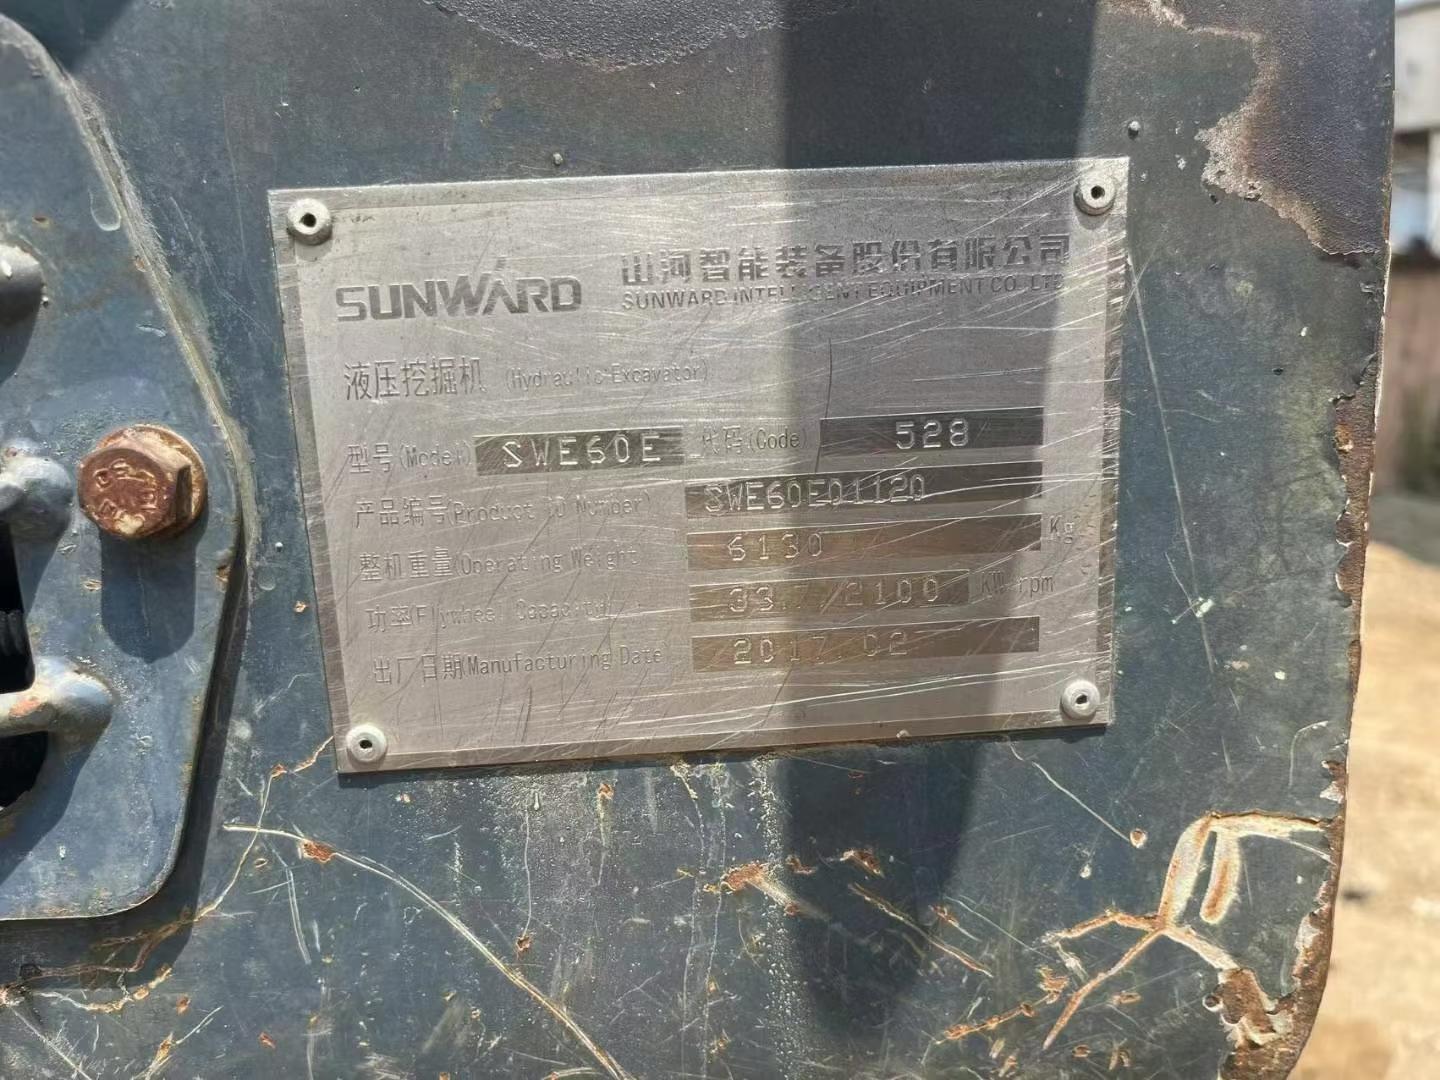 SUNWARD
山河智能装备股份有限公司
SUNWARD INTELLIGENT EQUIPMENT CO. LTD
液压挖掘机 (Hydraulic Excavator)
型号(Model) SWE60E 代码(Code) 528
产品编号(Product ID Number) SWE60E01120
整机重量(Operating Weight 6130 Kg
功率(Flywheel Capacity) 33.7/2100 KW/rpm
出厂日期(Manufacturing Date 2017.02